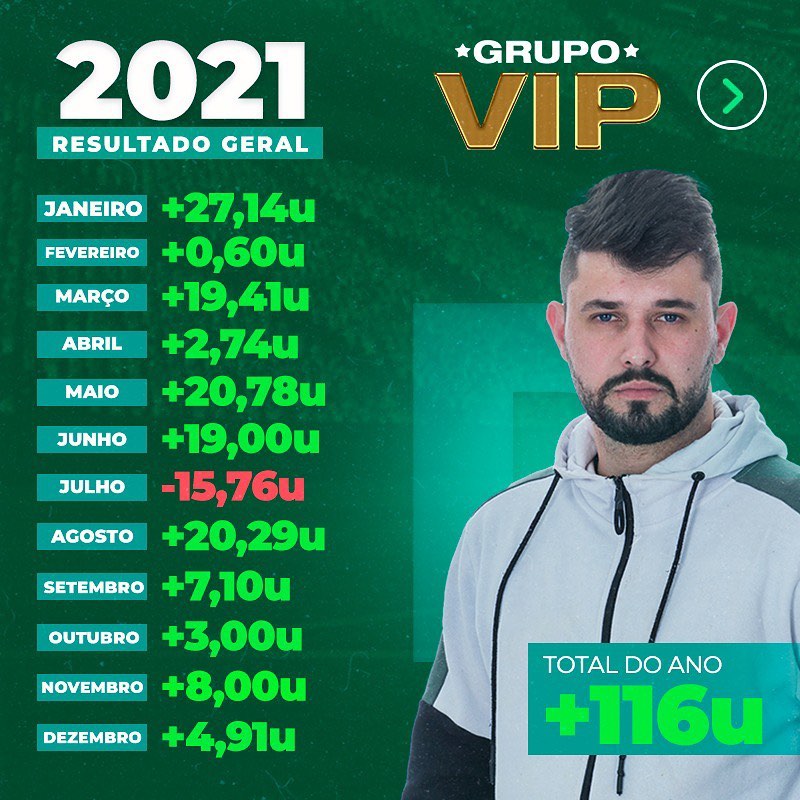 2021
RESULTADO GERAL
GRUPO
VIP
JANEIRO +27,14u
FEVEREIRO +0,60u
MARÇO +19,41u
ABRIL +2,74u
MAIO +20,78u
JUNHO +19,00u
JULHO -15,76u
AGOSTO +20,29u
SETEMBRO +7,10u
OUTUBRO +3,00u
NOVEMBRO +8,00u
DEZEMBRO +4,91u
TOTAL DO ANO
+116u